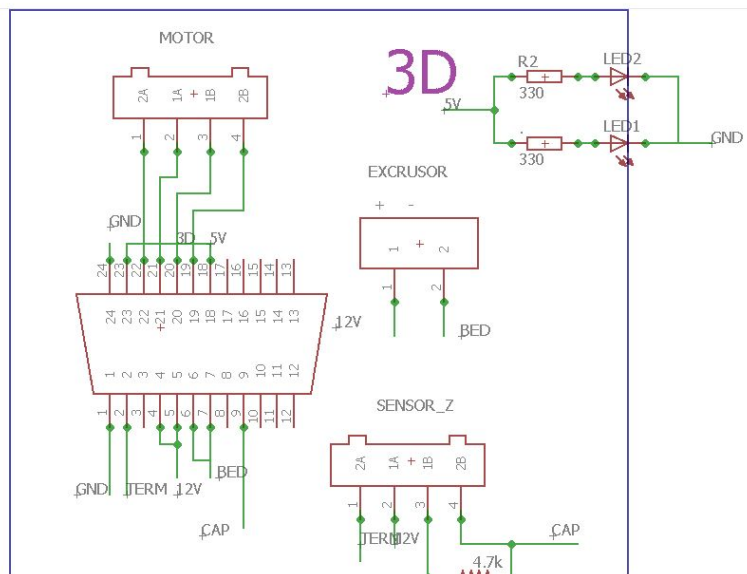 MOTOR
2A 1A 1B 2B
1 2 3 4
3D
5V
R2
330
LED2
330
LED1
GND
EXCRUSOR
+ -
1 2
1 2
BED
GND
3D 5V
24 23 22 21 20 19 18 17 16 15 14 13
24 23 22 21 20 19 18 17 16 15 14 13
12V
1 2 3 4 5 6 7 8 9 10 11 12
1 2 3 4 5 6 7 8 9 10 11 12
GND TERM 12V BED
CAP
SENSOR_Z
2A 1A 1B 2B
1 2 3 4
TERM 12V
CAP
4.7k